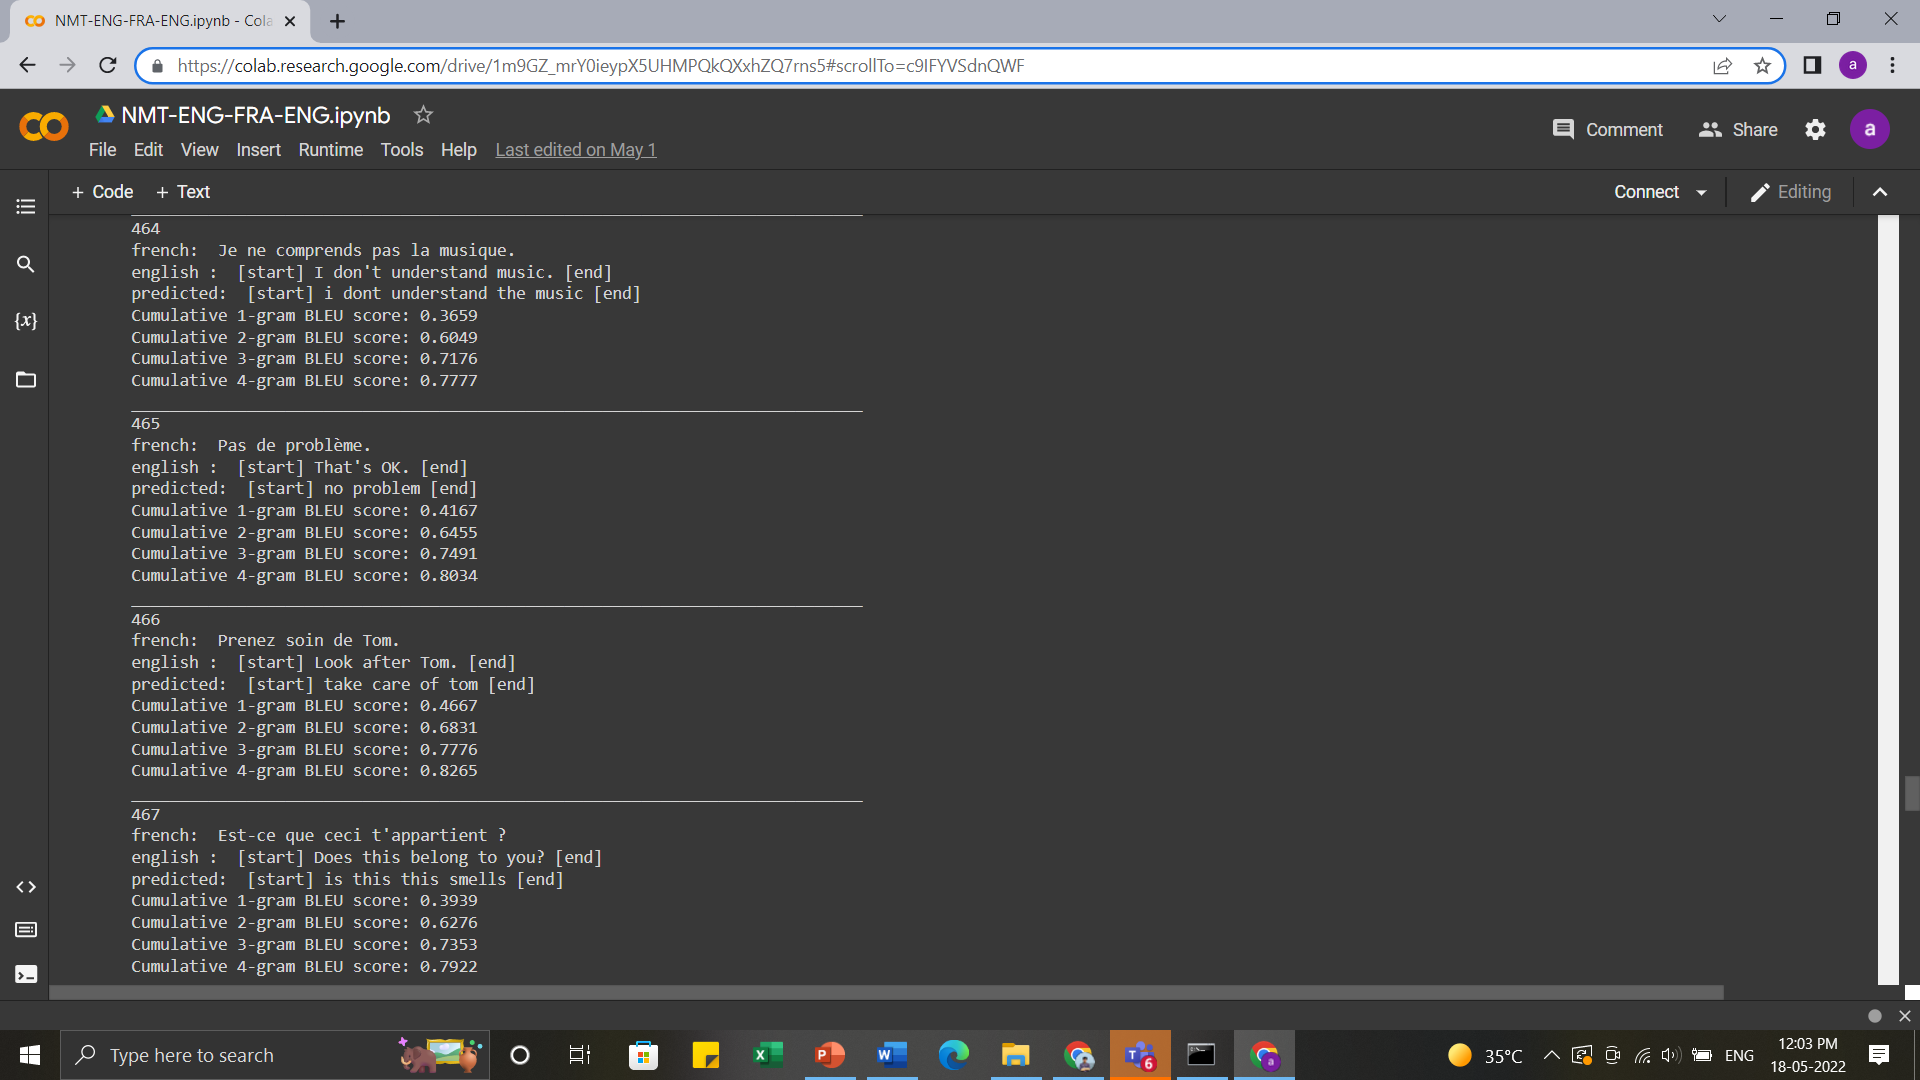 NMT-ENG-FRA-ENG.ipynb - Cola
https://colab.research.google.com/drive/1m9GZ_mrY0ieypX5UHMPQkQXxhZQ7rns5#scrollTo=c9IFYVSdnQWF
a
NMT-ENG-FRA-ENG.ipynb
Comment
Share
a
File Edit View Insert Runtime Tools Help Last edited on May 1
+ Code + Text
Connect
Editing
464
french:  Je ne comprends pas la musique.
english :  [start] I don't understand music. [end]
predicted:  [start] i dont understand the music [end]
Cumulative 1-gram BLEU score: 0.3659
Cumulative 2-gram BLEU score: 0.6049
Cumulative 3-gram BLEU score: 0.7176
Cumulative 4-gram BLEU score: 0.7777
465
french:  Pas de problème.
english :  [start] That's OK. [end]
predicted:  [start] no problem [end]
Cumulative 1-gram BLEU score: 0.4167
Cumulative 2-gram BLEU score: 0.6455
Cumulative 3-gram BLEU score: 0.7491
Cumulative 4-gram BLEU score: 0.8034
466
french:  Prenez soin de Tom.
english :  [start] Look after Tom. [end]
predicted:  [start] take care of tom [end]
Cumulative 1-gram BLEU score: 0.4667
Cumulative 2-gram BLEU score: 0.6831
Cumulative 3-gram BLEU score: 0.7776
Cumulative 4-gram BLEU score: 0.8265
467
french:  Est-ce que ceci t'appartient ?
english :  [start] Does this belong to you? [end]
predicted:  [start] is this this smells [end]
Cumulative 1-gram BLEU score: 0.3939
Cumulative 2-gram BLEU score: 0.6276
Cumulative 3-gram BLEU score: 0.7353
Cumulative 4-gram BLEU score: 0.7922
{x}
Type here to search
6
35°C
ENG
12:03 PM
18-05-2022